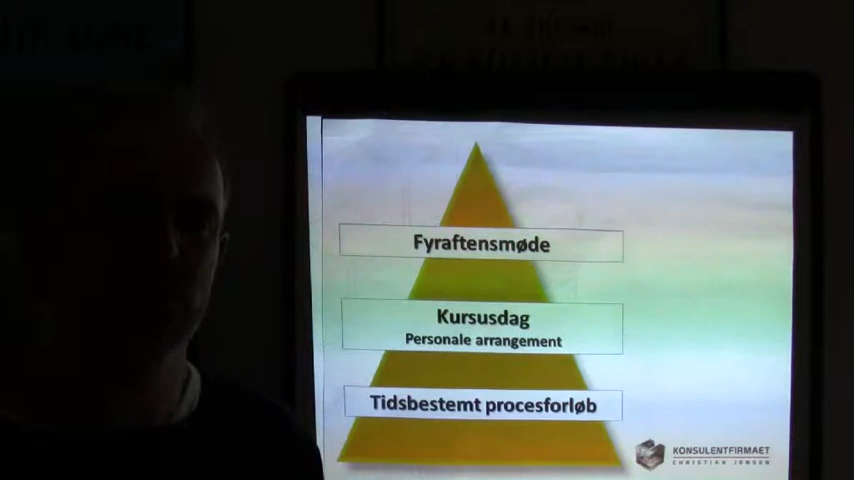 Fyraftensmøde
Kursusdag
Personale arrangement
Tidsbestemt procesforløb
KONSULENTFIRMAET
CHRISTIAN JENSEN